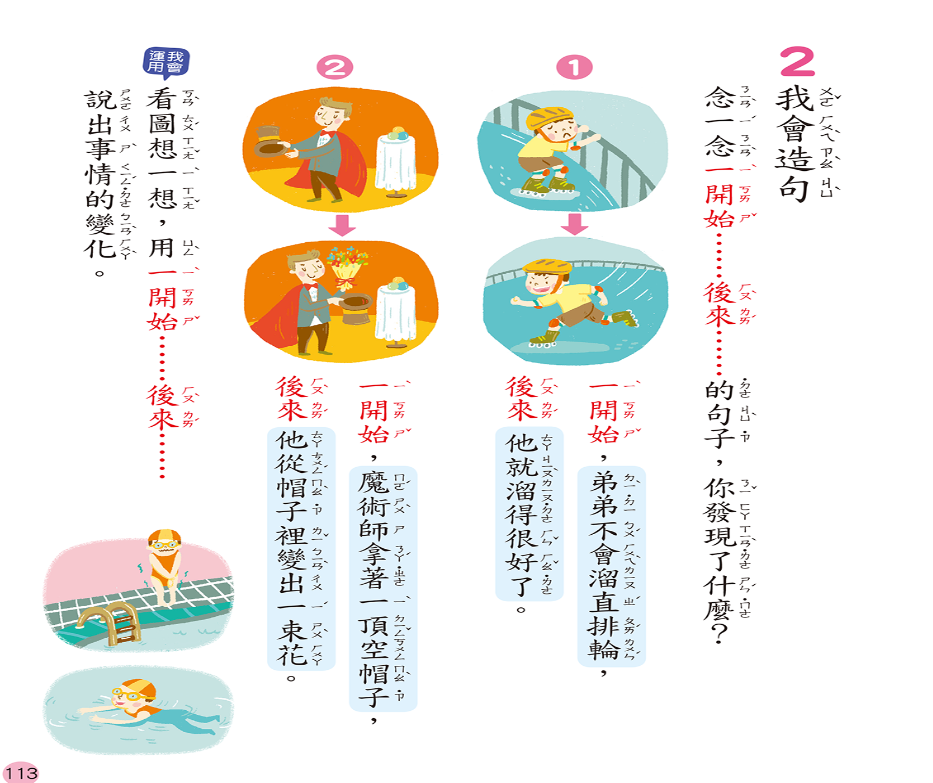 2
我會造句
念一念一開始……後來……的句子,你發現了什麼?
1
一開始,弟弟不會溜直排輪,
後來他就溜得很好了。
2
一開始,魔術師拿著一頂空帽子,
後來他從帽子裡變出一束花。
我會運用
看圖想一想,用一開始……後來……
說出事情的變化。
113